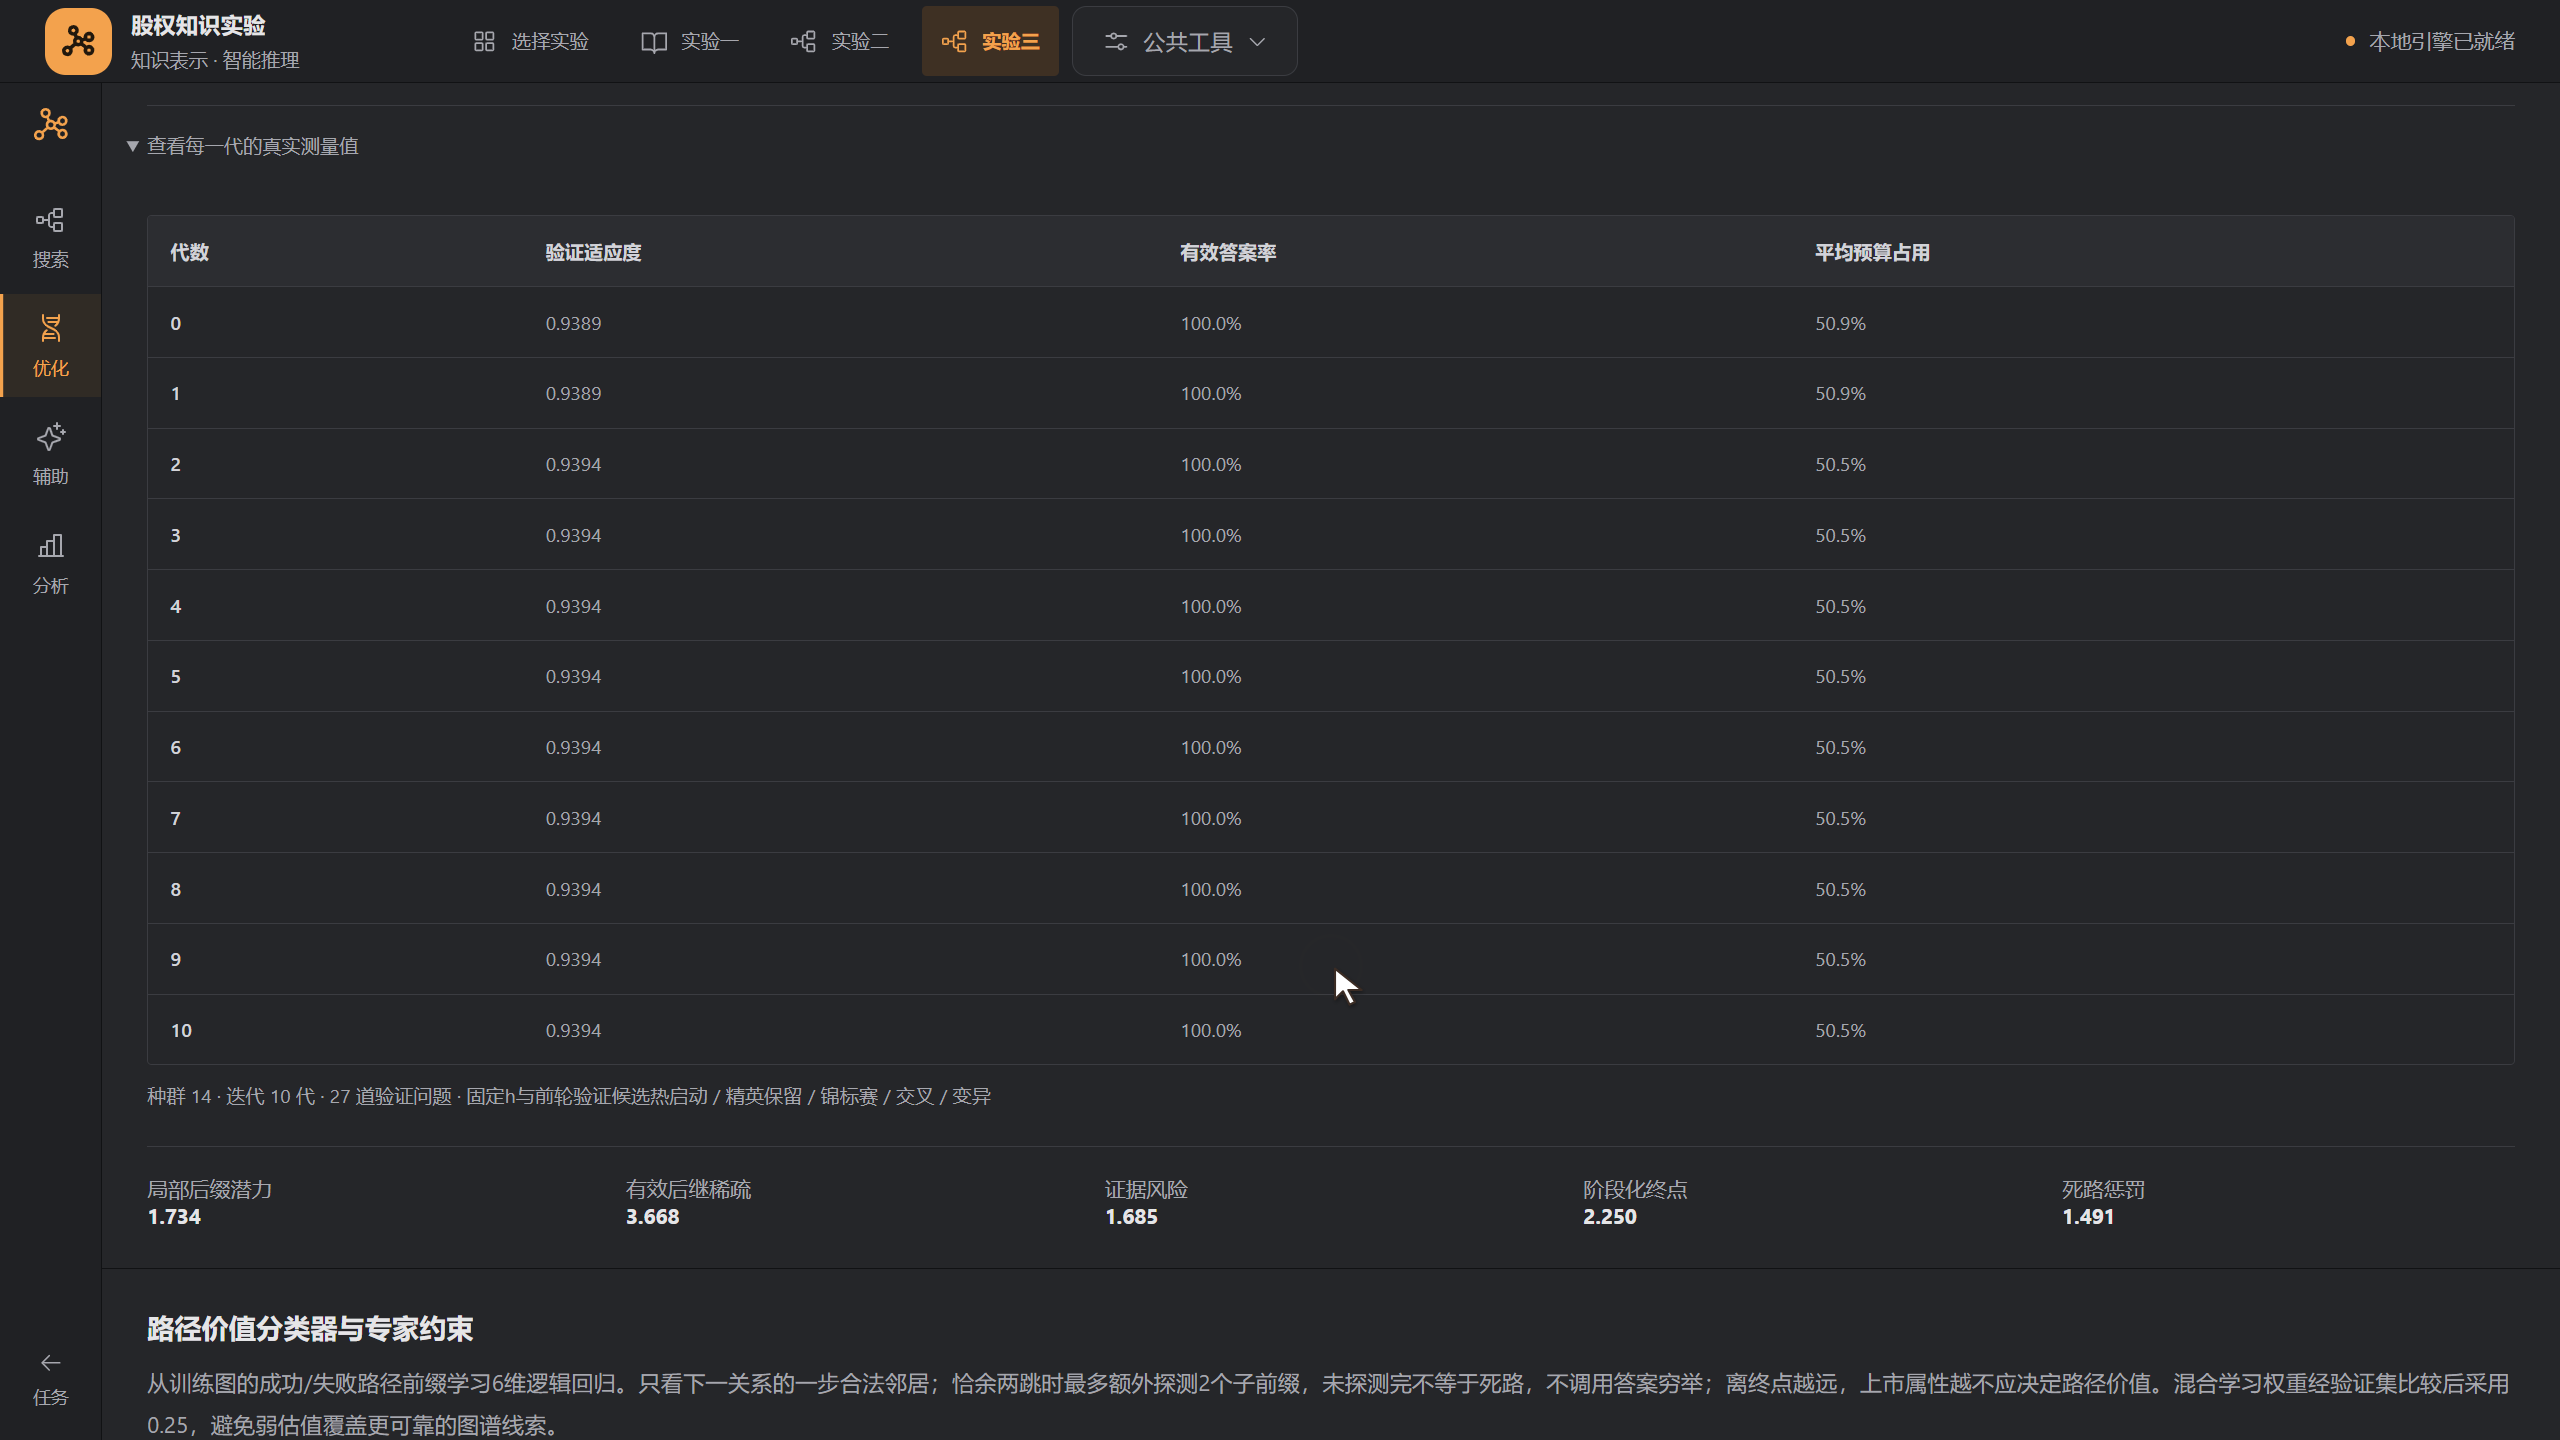 股权知识实验
知识表示 · 智能推理
选择实验
实验一
实验二
实验三
公共工具
本地引擎已就绪
搜索
优化
辅助
分析
任务
查看每一代的真实测量值
代数 验证适应度 有效答案率 平均预算占用
0 0.9389 100.0% 50.9%
1 0.9389 100.0% 50.9%
2 0.9394 100.0% 50.5%
3 0.9394 100.0% 50.5%
4 0.9394 100.0% 50.5%
5 0.9394 100.0% 50.5%
6 0.9394 100.0% 50.5%
7 0.9394 100.0% 50.5%
8 0.9394 100.0% 50.5%
9 0.9394 100.0% 50.5%
10 0.9394 100.0% 50.5%
种群 14 · 迭代 10 代 · 27 道验证问题 · 固定h与前轮验证候选热启动 / 精英保留 / 锦标赛 / 交叉 / 变异
局部后缀潜力 有效后继稀疏 证据风险 阶段化终点 死路惩罚
1.734 3.668 1.685 2.250 1.491
路径价值分类器与专家约束
从训练图的成功/失败路径前缀学习6维逻辑回归。只看下一关系的一步合法邻居；恰余两跳时最多额外探测2个子前缀，未探测完不等于死路，不调用答案穷举；离终点越远，上市属性越不应决定路径价值。混合学习权重经验证集比较后采用
0.25，避免弱估值覆盖更可靠的图谱线索。